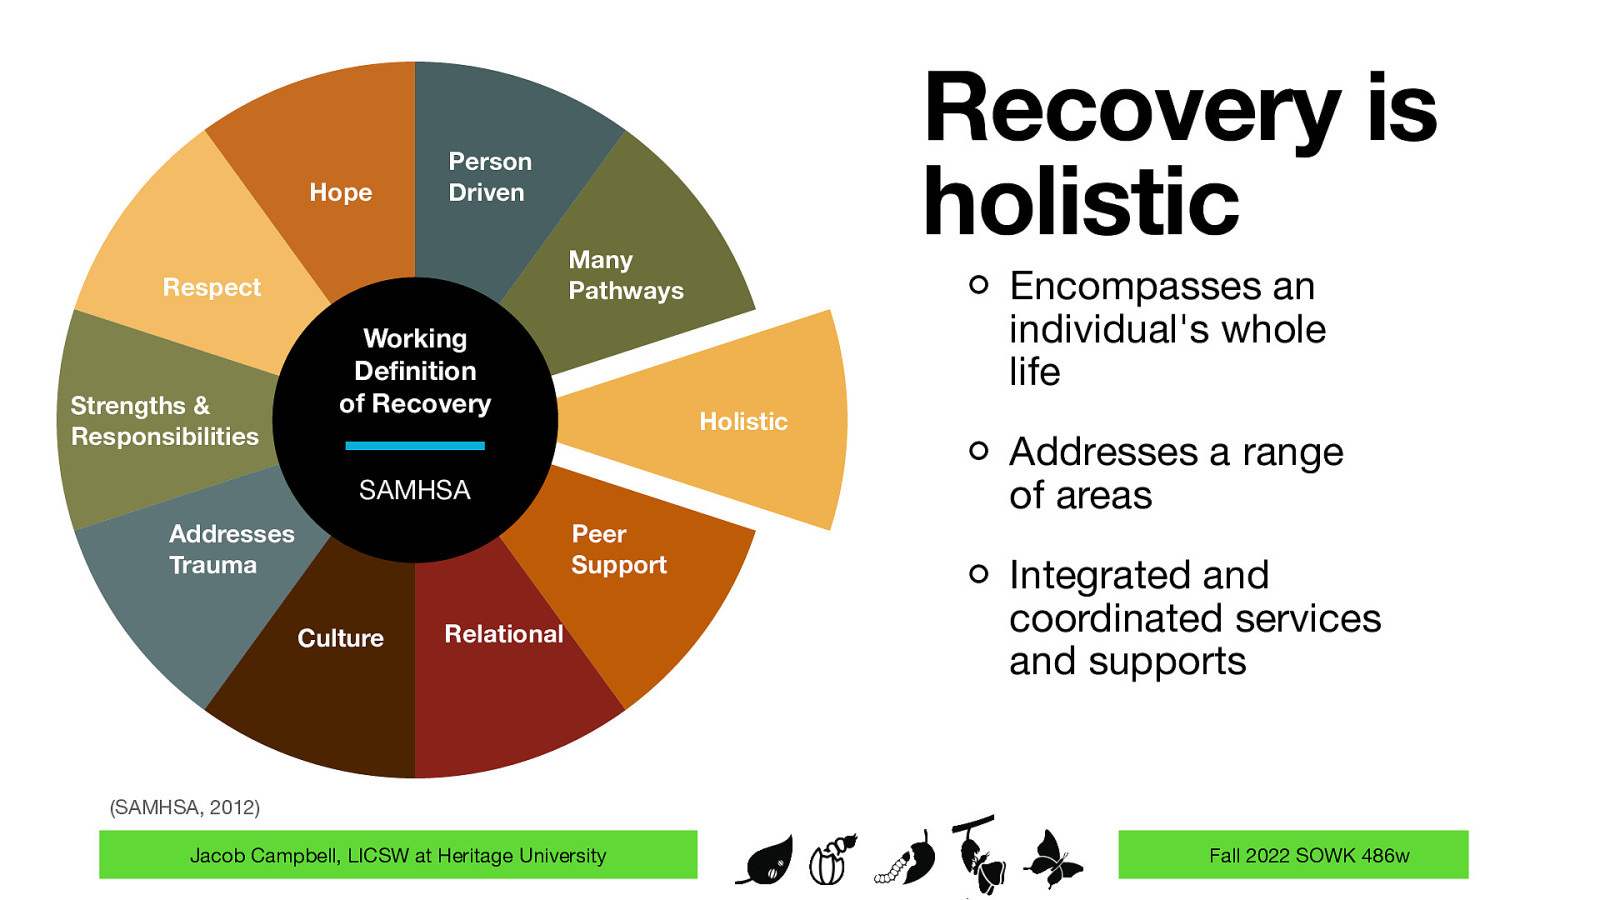 Recovery is
holistic
Hope
Person
Driven
Many
Pathways
Respect
Holistic
Strengths &
Responsibilities
Working
Definition
of Recovery
SAMHSA
Addresses
Trauma
Peer
Support
Culture
Relational
Encompasses an
individual's whole
life
Addresses a range
of areas
Integrated and
coordinated services
and supports
(SAMHSA, 2012)
Jacob Campbell, LICSW at Heritage University
Fall 2022 SOWK 486w